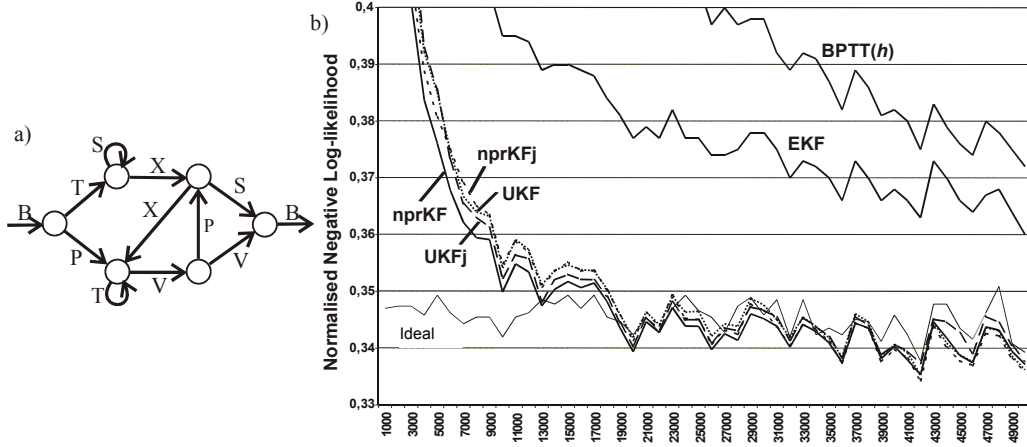 a)
B
T
S
X
S
B
P
X
P
V
T
V
b)
Normalised Negative Log-likelihood
0,4
0,39
0,38
0,37
0,36
0,35
0,34
0,33
BPTT(h)
EKF
nprKFj
UKF
nprKF
UKFj
Ideal
1000 3000 5000 7000 9000 11000 13000 15000 17000 19000 21000 23000 25000 27000 29000 31000 33000 35000 37000 39000 41000 43000 45000 47000 49000